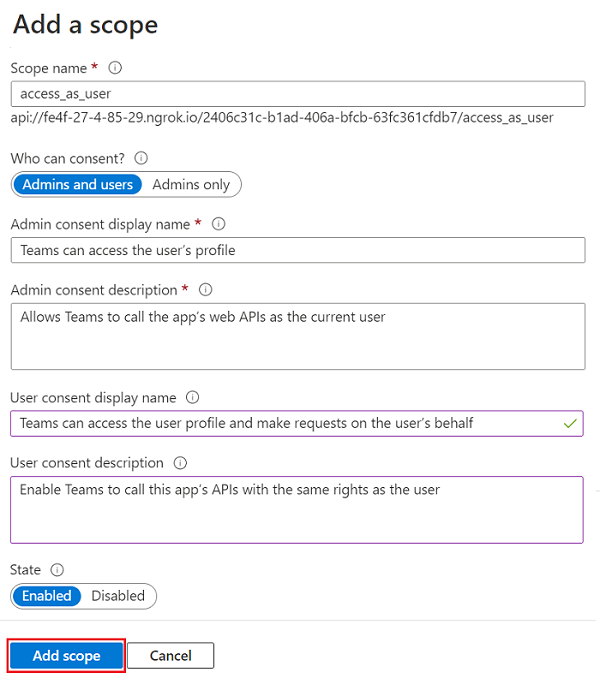 Add a scope
Scope name *
access_as_user
api://fe4f-27-4-85-29.ngrok.io/2406c31c-b1ad-406a-bfcb-63fc361cfdb7/access_as_user
Who can consent?
Admins and users Admins only
Admin consent display name *
Teams can access the user’s profile
Admin consent description *
Allows Teams to call the app’s web APIs as the current user
User consent display name
Teams can access the user profile and make requests on the user’s behalf
User consent description
Enable Teams to call this app’s APIs with the same rights as the user
State
Enabled Disabled
Add scope Cancel